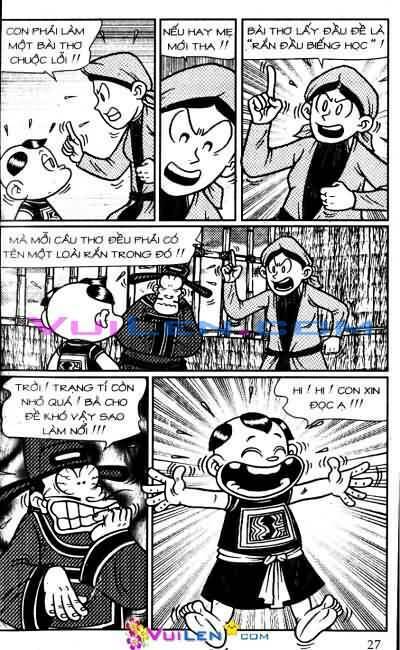 CON PHẢI LÀM
MỘT BÀI THƠ
CHUỘC LỖI !!
NẾU HAY MẸ
MỚI THA !!
BÀI THƠ LẤY ĐẦU ĐỀ LÀ
"RẮN ĐẦU BIẾNG HỌC" !
MÀ MỖI CÂU THƠ ĐỀU PHẢI CÓ
TÊN MỘT LOÀI RẮN TRONG ĐÓ !!
VUILEN.COM
TRỜI ! TRẠNG TÍ CÒN
NHỎ QUÁ ! BÀ CHO
ĐỀ KHÓ VẬY SAO
LÀM NỔI !!!
HI ! HI ! CON XIN
ĐỌC Ạ !!!
27
VUILEN.COM